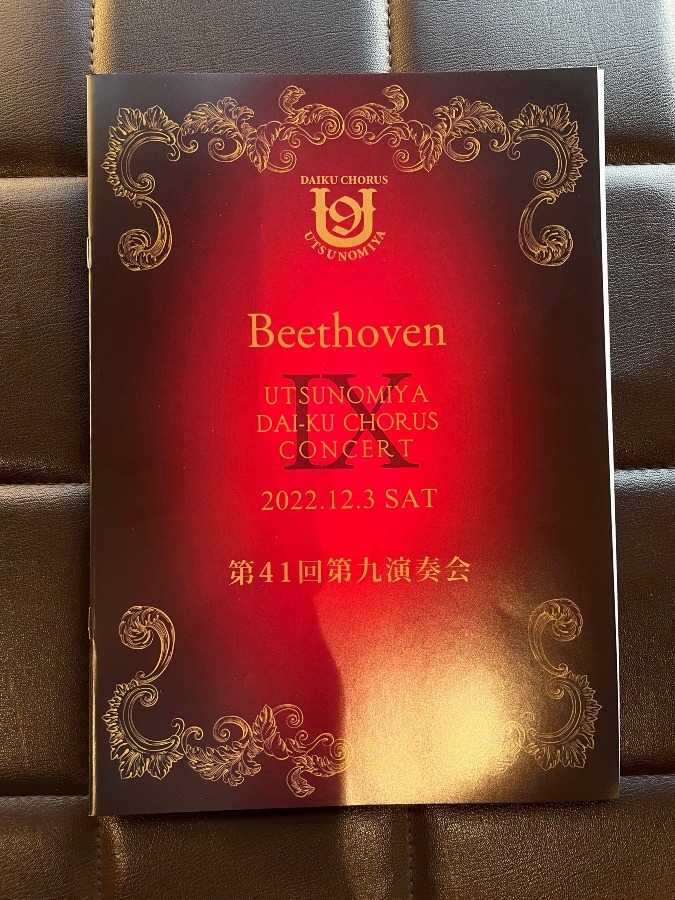 DAIKU CHORUS
U9
UTSUNOMIYA
Beethoven
IX
UTSUNOMIYA
DAI-KU CHORUS
CONCERT
2022.12.3 SAT
第41回第九演奏会